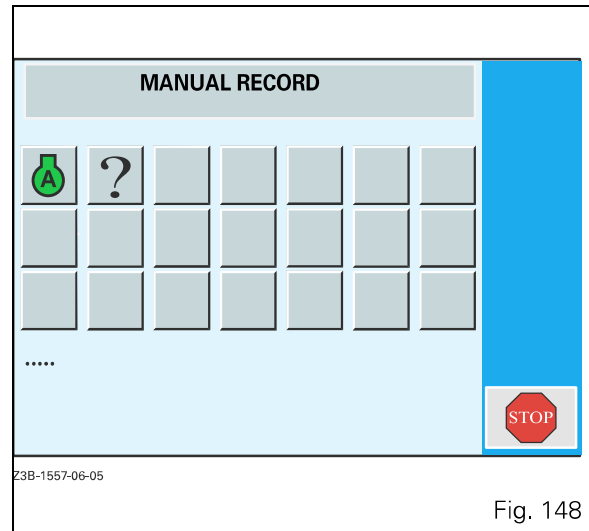 MANUAL RECORD
A ?
.....
STOP
Z3B-1557-06-05
Fig. 148